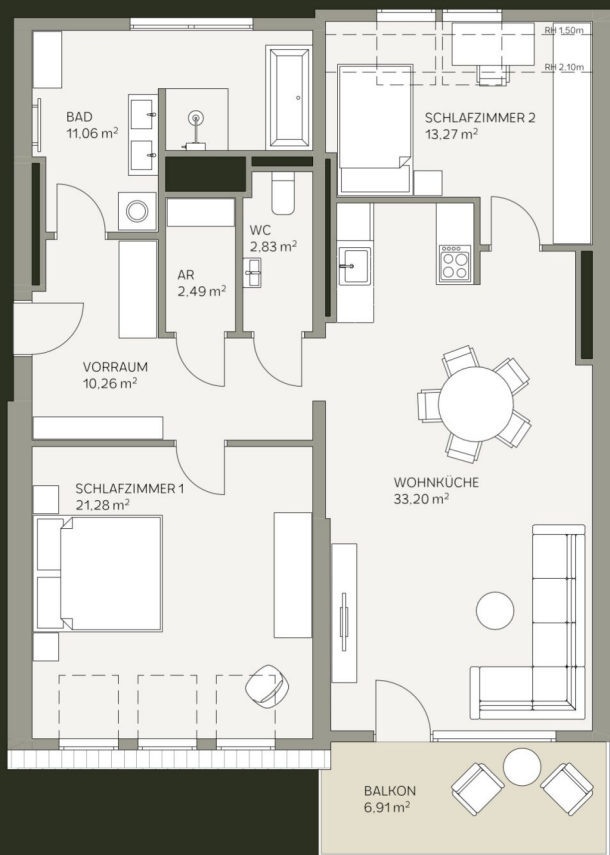 RH 1,50m
RH 2,10m
BAD
11,06 m²
SCHLAFZIMMER 2
13,27 m²
WC
2,83 m²
AR
2,49 m²
VORRAUM
10,26 m²
WOHNKÜCHE
33,20 m²
SCHLAFZIMMER 1
21,28 m²
BALKON
6,91 m²